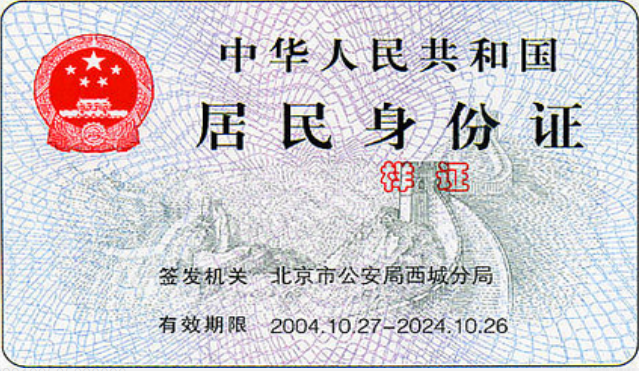 中华人民共和国
居民身份证
样证
签发机关 北京市公安局西城分局
有效期限 2004.10.27-2024.10.26